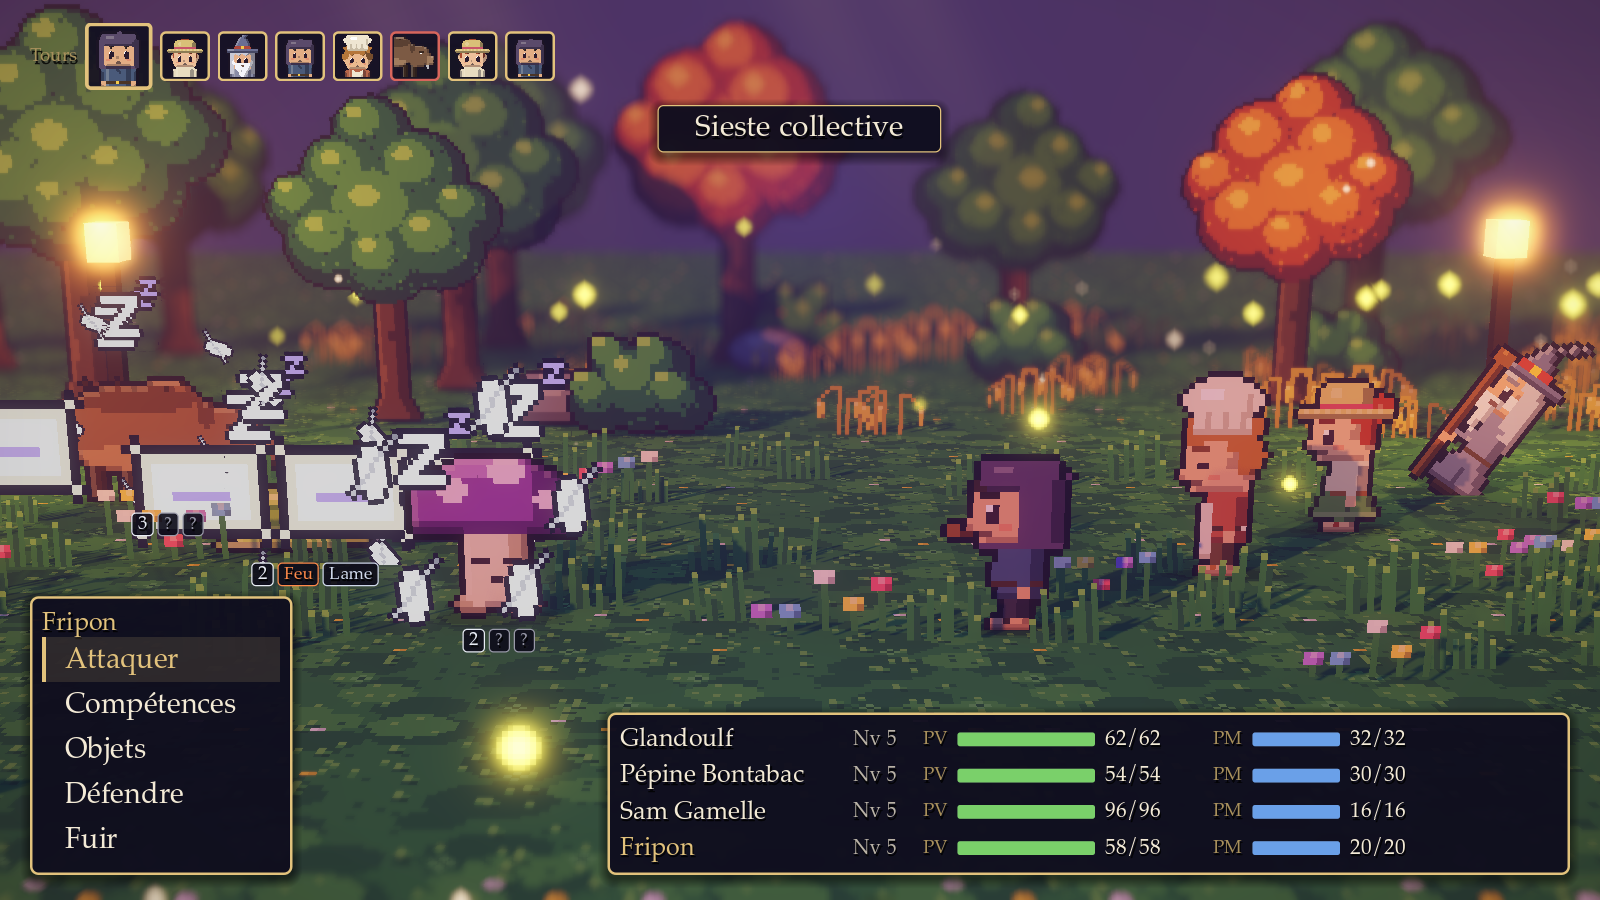 Tours
Sieste collective
Z Z
Z Z
Z Z
Z Z
3 ? ?
2 Feu Lame
2 ? ?
Fripon
Attaquer
Compétences
Objets
Défendre
Fuir
Glandoulf Nv 5 PV 62/62 PM 32/32
Pépine Bontabac Nv 5 PV 54/54 PM 30/30
Sam Gamelle Nv 5 PV 96/96 PM 16/16
Fripon Nv 5 PV 58/58 PM 20/20